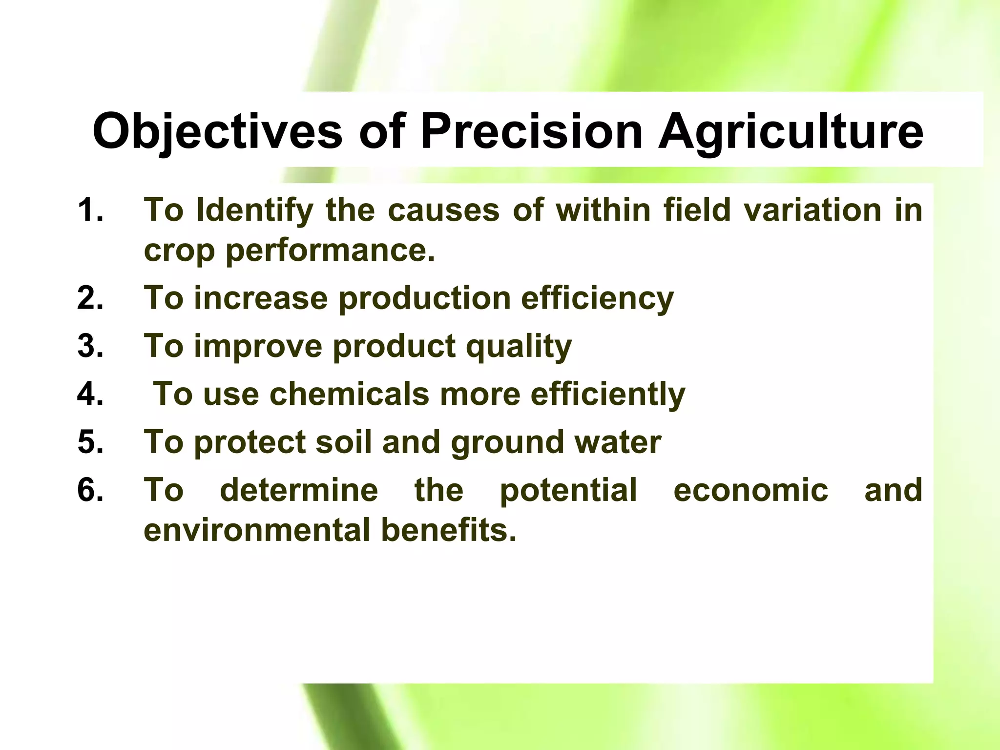 Objectives of Precision Agriculture
1. To Identify the causes of within field variation in
crop performance.
2. To increase production efficiency
3. To improve product quality
4. To use chemicals more efficiently
5. To protect soil and ground water
6. To determine the potential economic and
environmental benefits.